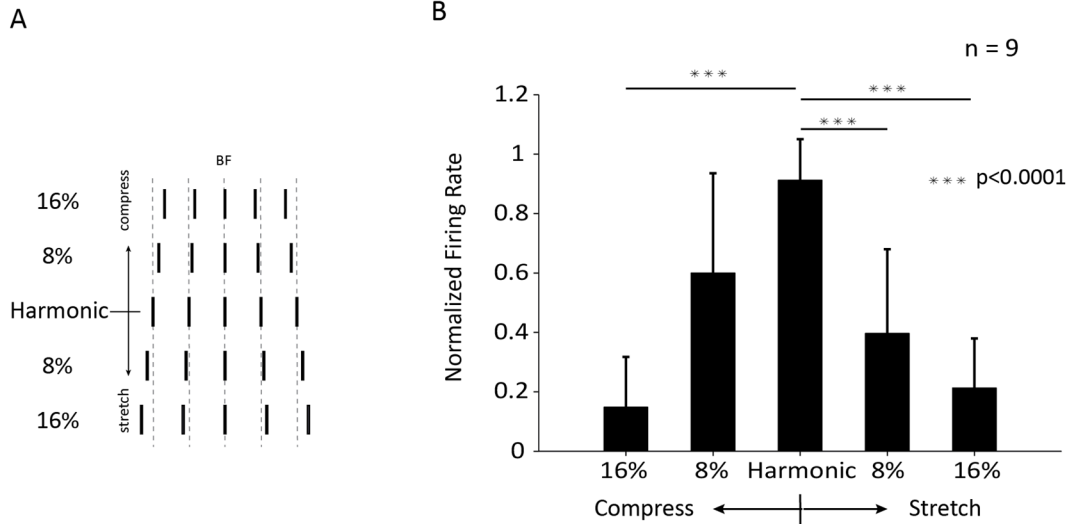 A
BF
compress
16%
8%
Harmonic
8%
16%
stretch
B
n = 9
Normalized Firing Rate
1.2
1
0.8
0.6
0.4
0.2
0
***
***
***
*** p<0.0001
16% 8% Harmonic 8% 16%
Compress Stretch